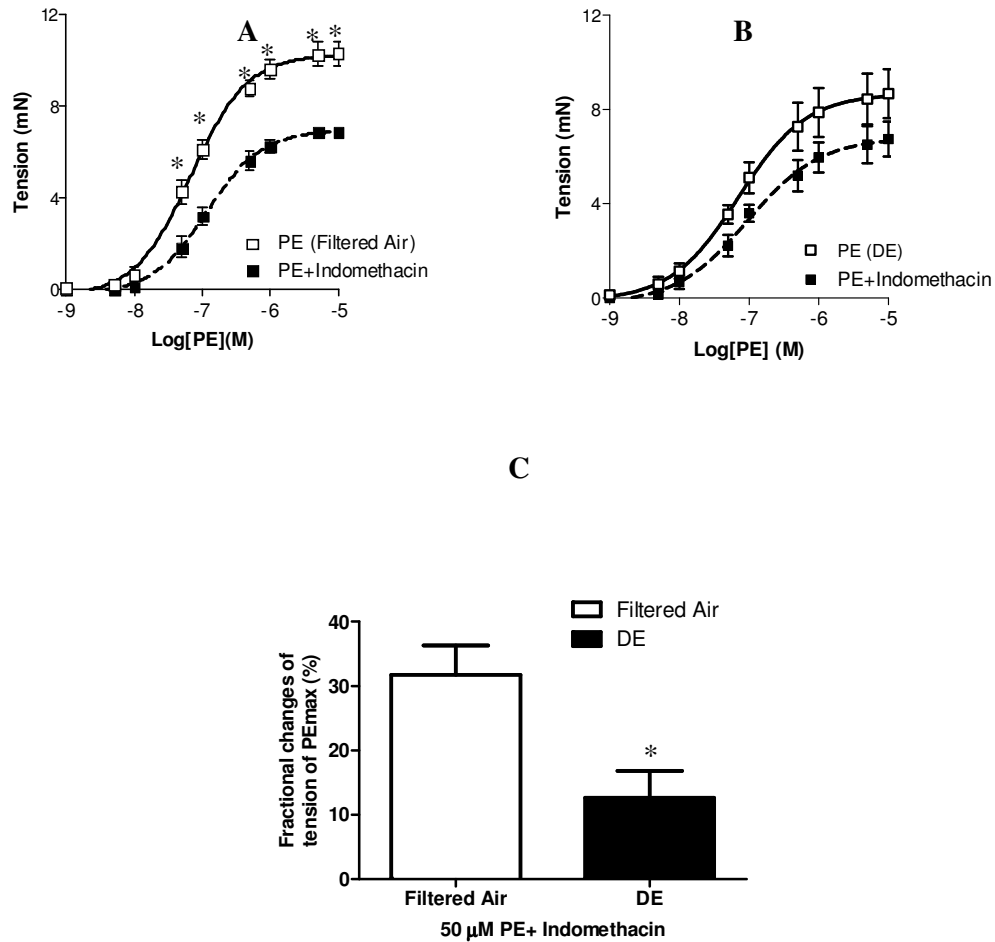 A
12
8
4
0
Tension (mN)
* * * * * * *
PE (Filtered Air)
PE+Indomethacin
-9 -8 -7 -6 -5
Log[PE](M)
B
12
8
4
0
Tension (mN)
PE (DE)
PE+Indomethacin
-9 -8 -7 -6 -5
Log[PE] (M)
C
Filtered Air
DE
40
30
20
10
0
Fractional changes of
tension of PEmax (%)
*
Filtered Air DE
50 μM PE+ Indomethacin